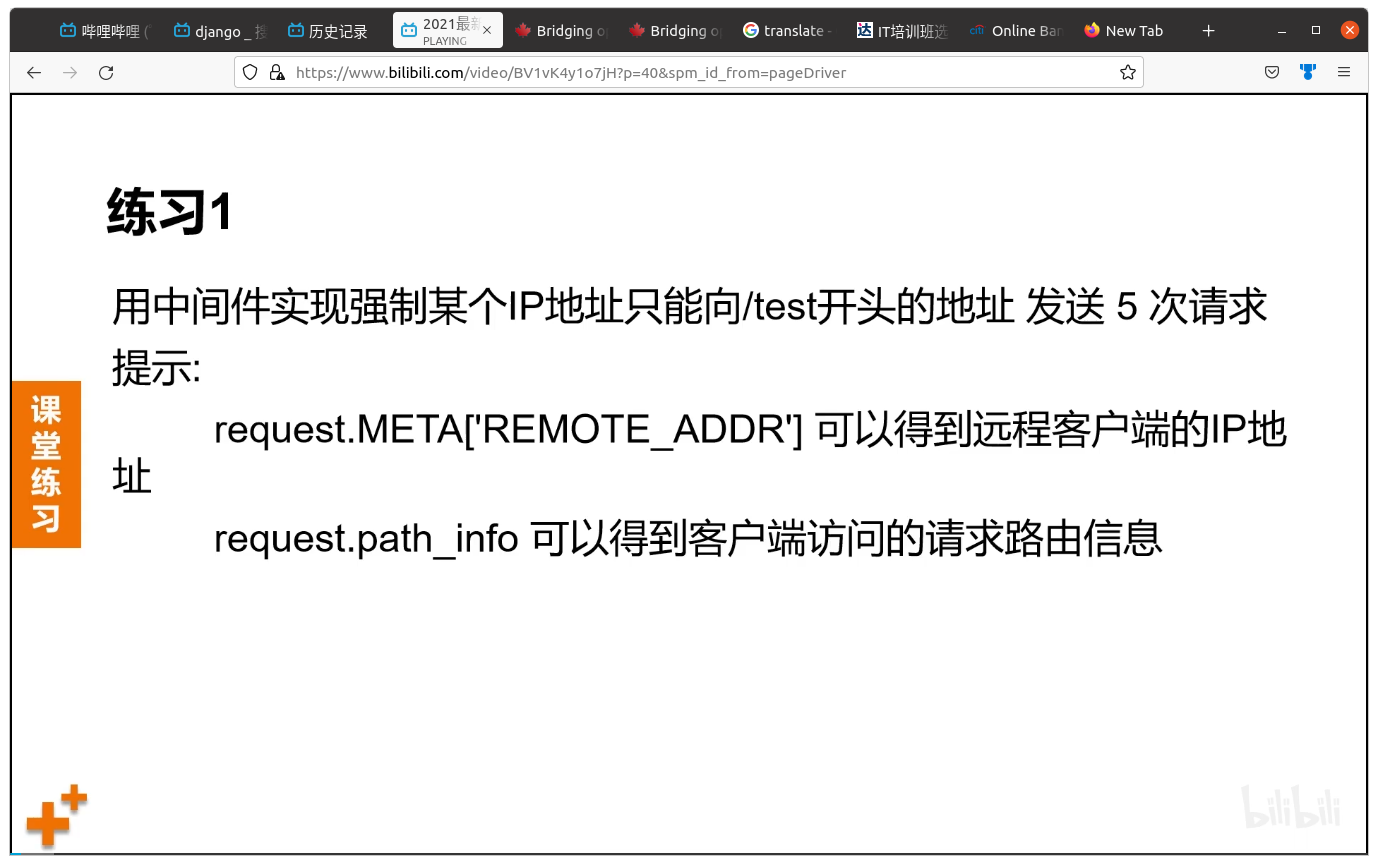 哔哩哔哩 (
django _ 搜
历史记录
2021最新
PLAYING
Bridging op
Bridging op
translate -
IT培训班选
citi
Online Ban
New Tab
https://www.bilibili.com/video/BV1vK4y1o7jH?p=40&spm_id_from=pageDriver
练习1
用中间件实现强制某个IP地址只能向/test开头的地址 发送 5 次请求
提示:
request.META['REMOTE_ADDR'] 可以得到远程客户端的IP地
址
request.path_info 可以得到客户端访问的请求路由信息
课
堂
练
习
bilibili